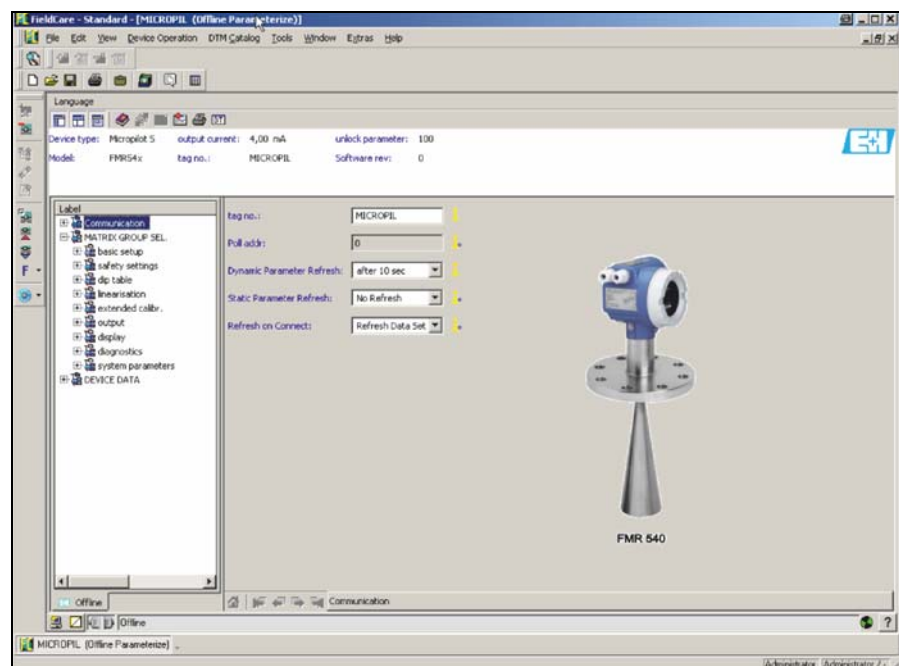 FieldCare - Standard - [MICROPIL (Offline Parameterize)]
File Edit View Device Operation DTM Catalog Tools Window Extras Help
Language
Device type: Micropilot S output current: 4,00 mA unlock parameter: 100
Model: FMR54x tag no.: MICROPIL Software rev: 0
E+H
Label
Communication
MATRIX GROUP SEL.
basic setup
safety settings
dip table
linearisation
extended calibr.
output
display
diagnostics
system parameters
DEVICE DATA
tag no.: MICROPIL
Poll addr: 0
Dynamic Parameter Refresh: after 10 sec
Static Parameter Refresh: No Refresh
Refresh on Connect: Refresh Data Set
FMR 540
F
Offline
Communication
Offline
MICROPIL (Offline Parameterize)
Administrator Administrator